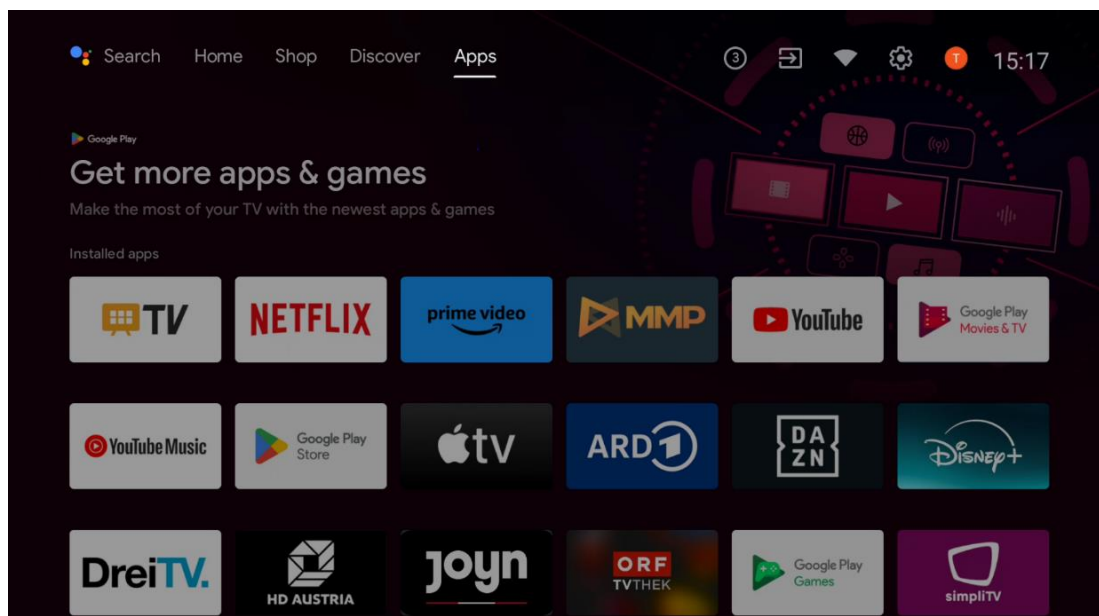 Search Home Shop Discover Apps 3 T 15:17
Google Play
Get more apps & games
Make the most of your TV with the newest apps & games
Installed apps
TV
NETFLIX
prime video
MMP
YouTube
Google Play
Movies & TV
YouTube Music
Google Play
Store
tv
ARD 1
DA
ZN
Disney+
DreiTV.
HD AUSTRIA
joyn
ORF
TVTHEK
Google Play
Games
simpliTV